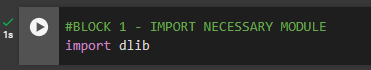 #BLOCK 1 - IMPORT NECESSARY MODULE
1s
import dlib